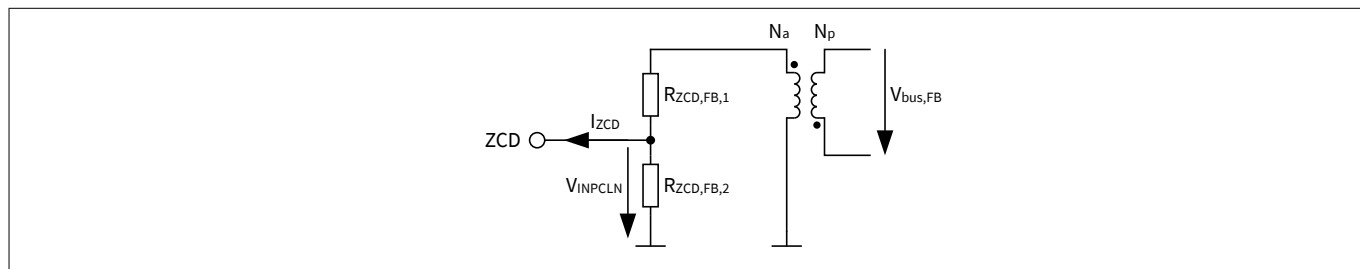 Na Np
RZCD,FB,1
Vbus,FB
IZCD
ZCD
VINPCLN
RZCD,FB,2